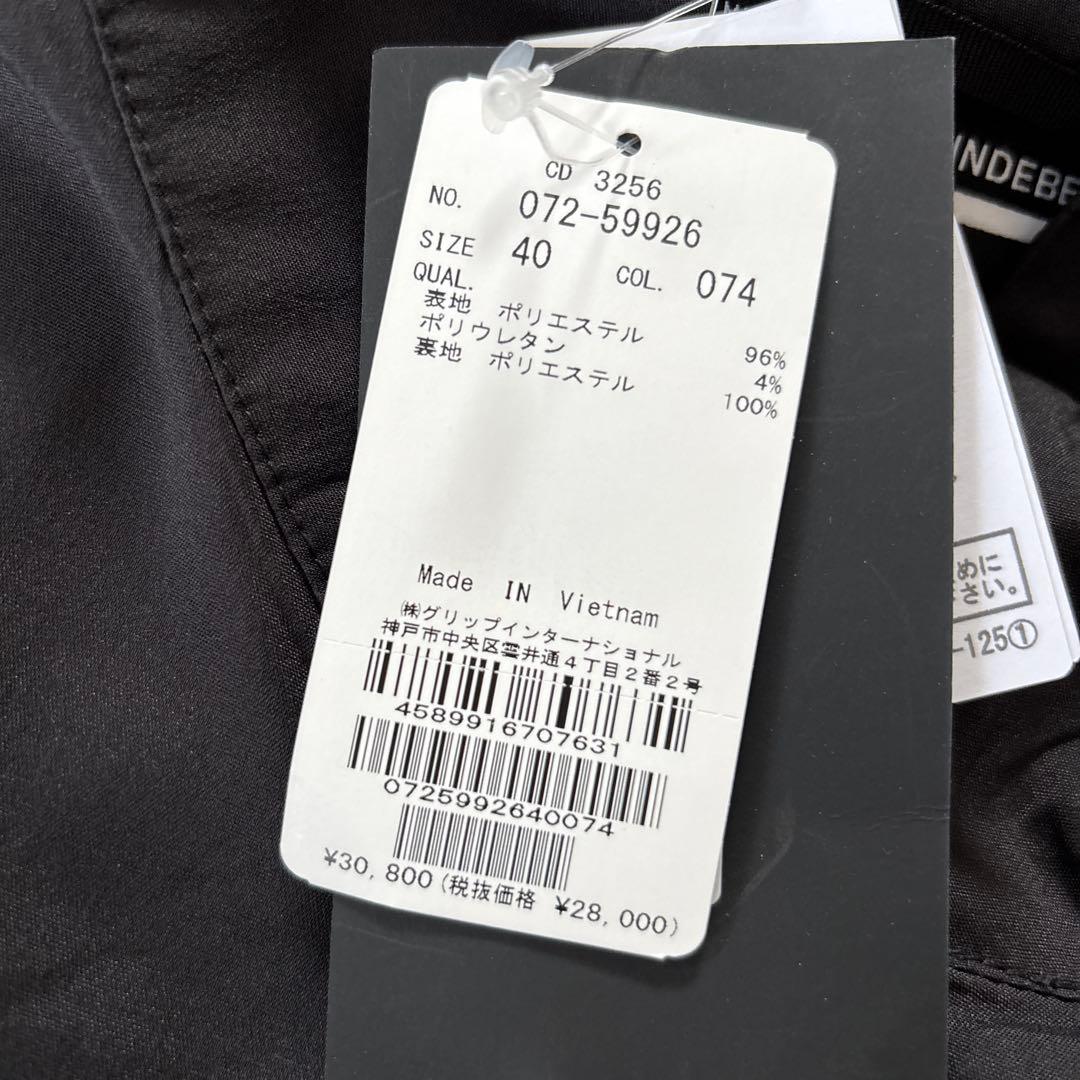 CD 3256
NO. 072-59926
SIZE 40 COL. 074
QUAL.
表地 ポリエステル 96%
ポリウレタン 4%
裏地 ポリエステル 100%
Made IN Vietnam
㈱グリップインターナショナル
神戸市中央区雲井通4丁目2番2号
4589916707631
0725992640074
¥30,800(税抜価格 ¥28,000)
INDEBE
めに
さい。
-125①